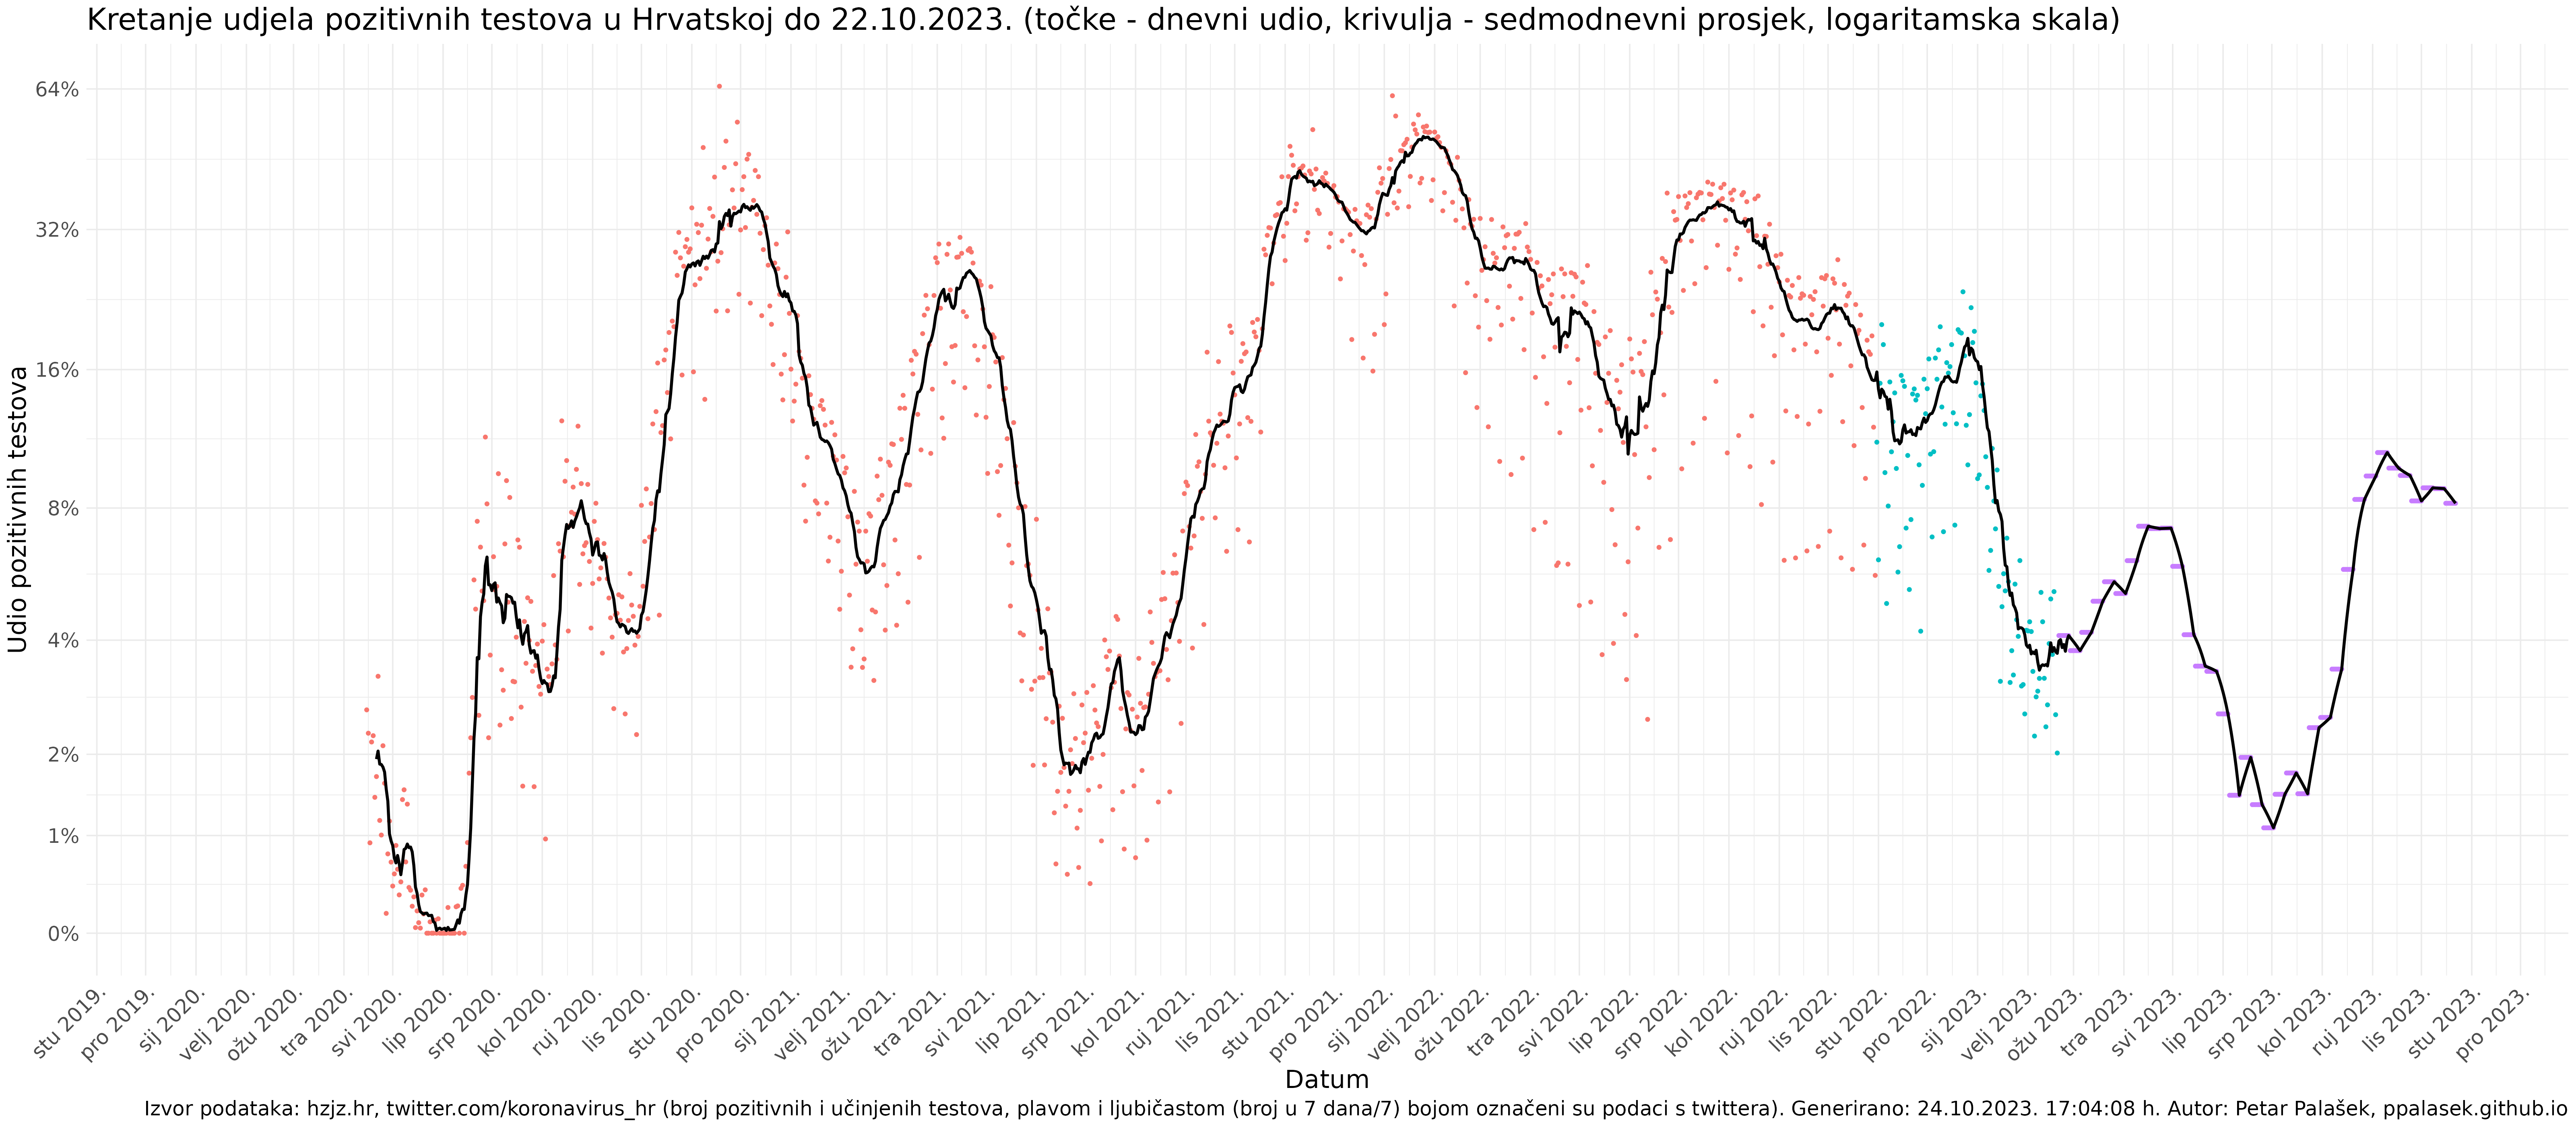 Kretanje udjela pozitivnih testova u Hrvatskoj do 22.10.2023. (točke - dnevni udio, krivulja - sedmodnevni prosjek, logaritamska skala)
Udio pozitivnih testova
64%
32%
16%
8%
4%
2%
1%
0%
stu 2019.
pro 2019.
sij 2020.
velj 2020.
ožu 2020.
tra 2020.
svi 2020.
lip 2020.
srp 2020.
kol 2020.
ruj 2020.
lis 2020.
stu 2020.
pro 2020.
sij 2021.
velj 2021.
ožu 2021.
tra 2021.
svi 2021.
lip 2021.
srp 2021.
kol 2021.
ruj 2021.
lis 2021.
stu 2021.
pro 2021.
sij 2022.
velj 2022.
ožu 2022.
tra 2022.
svi 2022.
lip 2022.
srp 2022.
kol 2022.
ruj 2022.
lis 2022.
stu 2022.
pro 2022.
sij 2023.
velj 2023.
ožu 2023.
tra 2023.
svi 2023.
lip 2023.
srp 2023.
kol 2023.
ruj 2023.
lis 2023.
stu 2023.
pro 2023.
Datum
Izvor podataka: hzjz.hr, twitter.com/koronavirus_hr (broj pozitivnih i učinjenih testova, plavom i ljubičastom (broj u 7 dana/7) bojom označeni su podaci s twittera). Generirano: 24.10.2023. 17:04:08 h. Autor: Petar Palašek, ppalasek.github.io